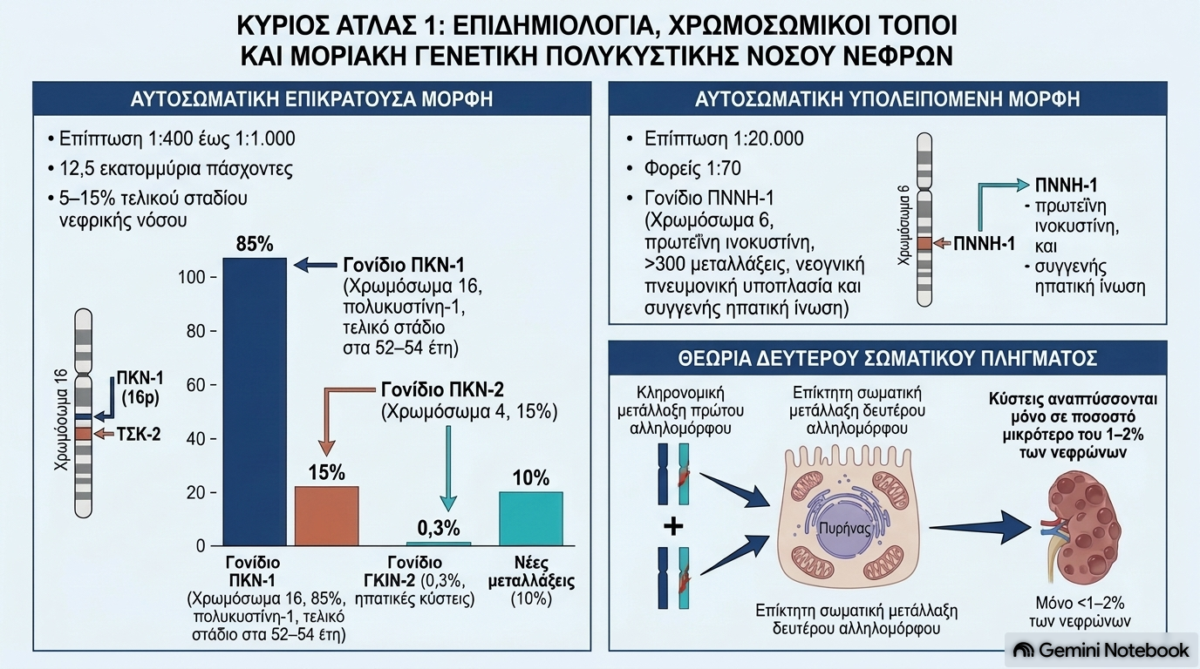 ΚΥΡΙΟΣ ΑΤΛΑΣ 1: ΕΠΙΔΗΜΙΟΛΟΓΙΑ, ΧΡΩΜΟΣΩΜΙΚΟΙ ΤΟΠΟΙ
ΚΑΙ ΜΟΡΙΑΚΗ ΓΕΝΕΤΙΚΗ ΠΟΛΥΚΥΣΤΙΚΗΣ ΝΟΣΟΥ ΝΕΦΡΩΝ
ΑΥΤΟΣΩΜΑΤΙΚΗ ΕΠΙΚΡΑΤΟΥΣΑ ΜΟΡΦΗ
• Επίπτωση 1:400 έως 1:1.000
• 12,5 εκατομμύρια πάσχοντες
• 5–15% τελικού σταδίου
νεφρικής νόσου
85%
Γονίδιο ΠΚΝ-1
(Χρωμόσωμα 16,
πολυκυστίνη-1,
τελικό στάδιο
στα 52–54 έτη)
Γονίδιο ΠΚΝ-2
(Χρωμόσωμα 4, 15%)
Χρωμόσωμα 16
ΠΚΝ-1
(16p)
ΤΣΚ-2
100
80
60
40
20
0
15%
0,3%
10%
Γονίδιο
ΠΚΝ-1
(Χρωμόσωμα 16, 85%,
πολυκυστίνη-1, τελικό
στάδιο στα 52–54 έτη)
Γονίδιο
ΓΚΙΝ-2 (0,3%,
ηπατικές κύστεις)
Νέες
μεταλλάξεις
(10%)
ΑΥΤΟΣΩΜΑΤΙΚΗ ΥΠΟΛΕΙΠΟΜΕΝΗ ΜΟΡΦΗ
• Επίπτωση 1:20.000
• Φορείς 1:70
• Γονίδιο ΠΝΝΗ-1
(Χρωμόσωμα 6,
πρωτεΐνη ινοκυστίνη,
>300 μεταλλάξεις, νεογνική
πνευμονική υποπλασία και
συγγενής ηπατική ίνωση)
Χρωμόσωμα 6
ΠΝΝΗ-1
ΠΝΝΗ-1
- πρωτεΐνη
ινοκυστίνη,
και
- συγγενής
ηπατική ίνωση
ΘΕΩΡΙΑ ΔΕΥΤΕΡΟΥ ΣΩΜΑΤΙΚΟΥ ΠΛΗΓΜΑΤΟΣ
Κληρονομική
μετάλλοξη πρώτου
αλληλομόρφου
+
Επίκτητη σωματική
μετάλλαξη δευτέρου
αλληλομόρφου
Πυρήνας
Επίκτητη σωματική μετάλλαξη
δευτέρου αλληλομόρφου
Κύστεις αναπτύσσονται
μόνο σε ποσοστό
μικρότερο του 1–2%
των νεφρώνων
Μόνο <1–2%
των νεφρώνων
Gemini Notebook